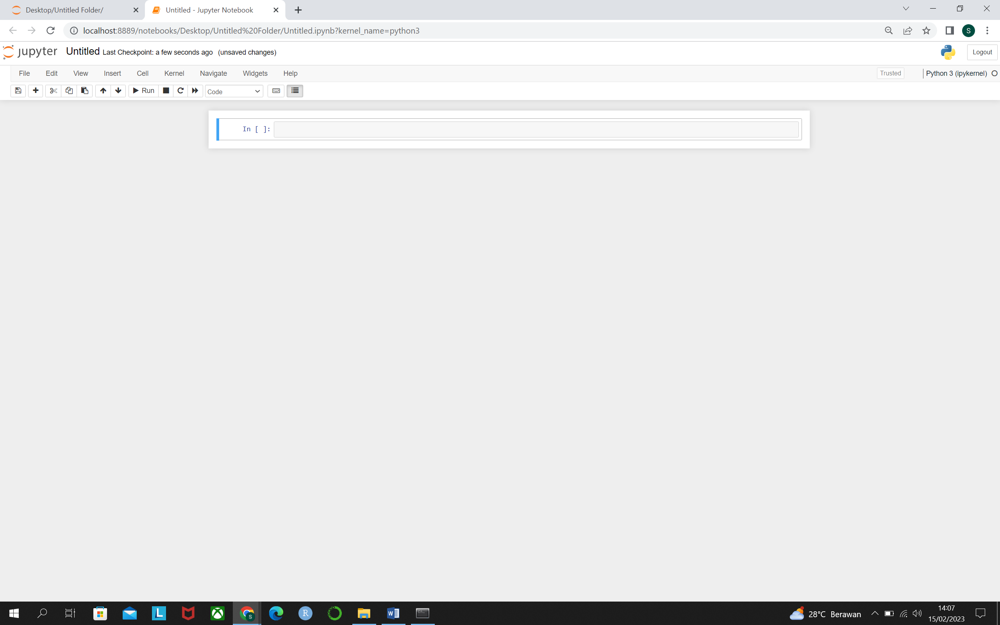 Desktop/Untitled Folder/
Untitled - Jupyter Notebook
localhost:8889/notebooks/Desktop/Untitled%20Folder/Untitled.ipynb?kernel_name=python3
S
jupyter Untitled Last Checkpoint: a few seconds ago (unsaved changes)
Logout
File Edit View Insert Cell Kernel Navigate Widgets Help
Trusted
Python 3 (ipykernel)
Run
Code
In [ ]:
L
S
R
W
C:\_
28°C Berawan
14:07
15/02/2023